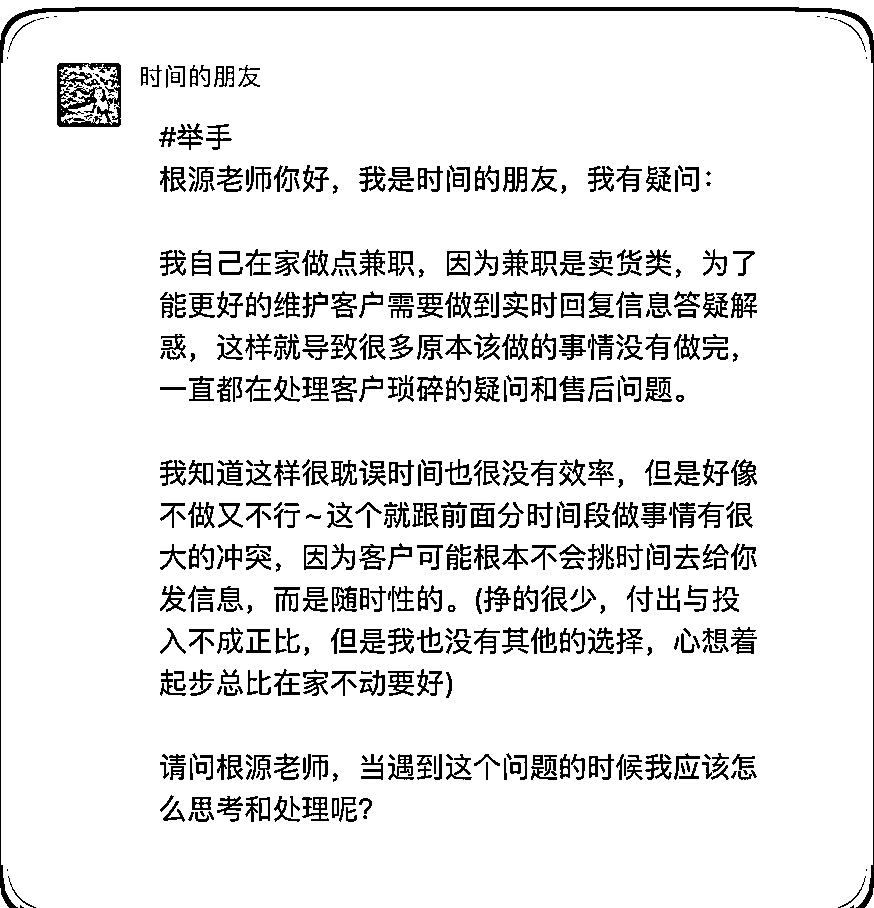 时间的朋友
#举手
根源老师你好，我是时间的朋友，我有疑问：
我自己在家做点兼职，因为兼职是卖货类，为了
能更好的维护客户需要做到实时回复信息答疑解
惑，这样就导致很多原本该做的事情没有做完，
一直都在处理客户琐碎的疑问和售后问题。
我知道这样很耽误时间也很没有效率，但是好像
不做又不行~这个就跟前面分时间段做事情有很
大的冲突，因为客户可能根本不会挑时间去给你
发信息，而是随时性的。(挣的很少，付出与投
入不成正比，但是我也没有其他的选择，心想着
起步总比在家不动要好)
请问根源老师，当遇到这个问题的时候我应该怎
么思考和处理呢?